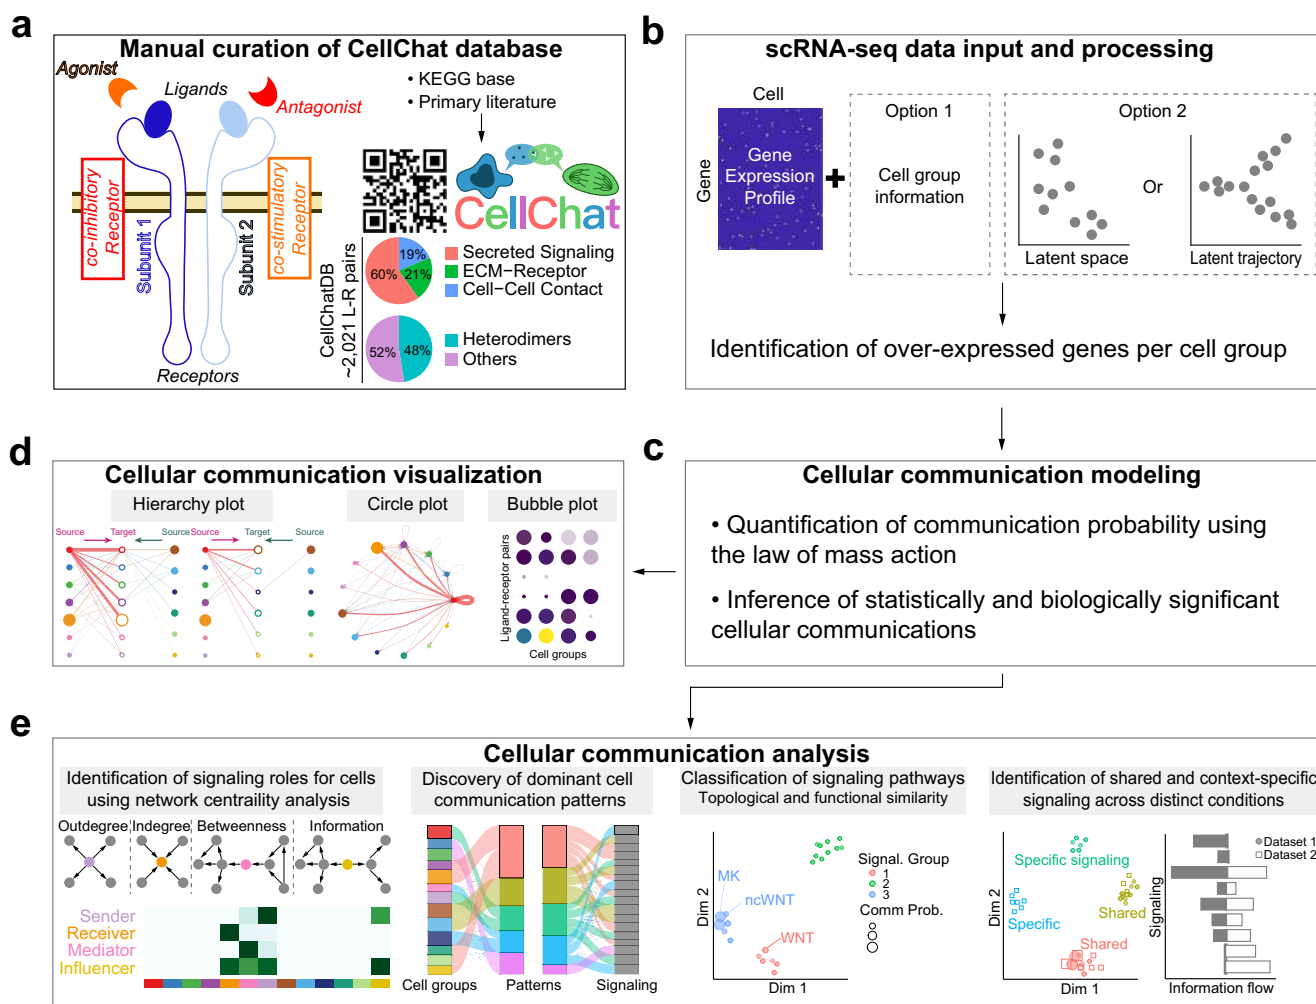 a
Manual curation of CellChat database
Agonist
Ligands
Antagonist
• KEGG base
• Primary literature
co-inhibitory
Receptor
Subunit 1
Subunit 2
co-stimulatory
Receptor
Receptors
CellChat
CellChatDB
~2,021 L-R pairs
19%
60%
21%
Secreted Signaling
ECM−Receptor
Cell−Cell Contact
52%
48%
Heterodimers
Others
b
scRNA-seq data input and processing
Cell
Gene
Gene
Expression
Profile
+
Option 1
Cell group
information
Option 2
Or
Latent space
Latent trajectory
Identification of over-expressed genes per cell group
c
Cellular communication modeling
• Quantification of communication probability using
the law of mass action
• Inference of statistically and biologically significant
cellular communications
d
Cellular communication visualization
Hierarchy plot
Circle plot
Bubble plot
Source
Target
Source
Source
Target
Source
Ligand-receptor pairs
Cell groups
e
Cellular communication analysis
Identification of signaling roles for cells
using network centraility analysis
Outdegree
Indegree
Betweenness
Information
Sender
Receiver
Mediator
Influencer
Discovery of dominant cell
communication patterns
Cell groups
Patterns
Signaling
Classification of signaling pathways
Topological and functional similarity
Dim 2
MK
ncWNT
WNT
Dim 1
Signal. Group
1
2
3
Comm Prob.
Identification of shared and context-specific
signaling across distinct conditions
Dim 2
Specific signaling
Specific
Shared
Shared
Dim 1
Signaling
Dataset 1
Dataset 2
Information flow